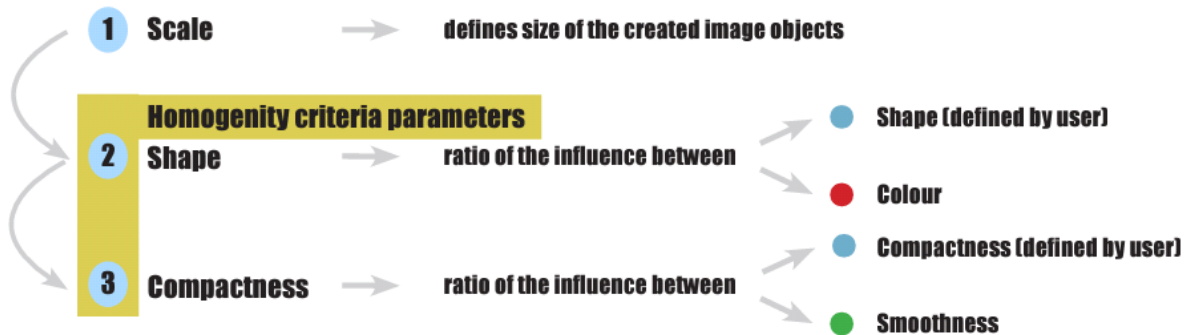 1 Scale defines size of the created image objects
Homogenity criteria parameters
Shape (defined by user)
2 Shape ratio of the influence between
Colour
Compactness (defined by user)
3 Compactness ratio of the influence between
Smoothness